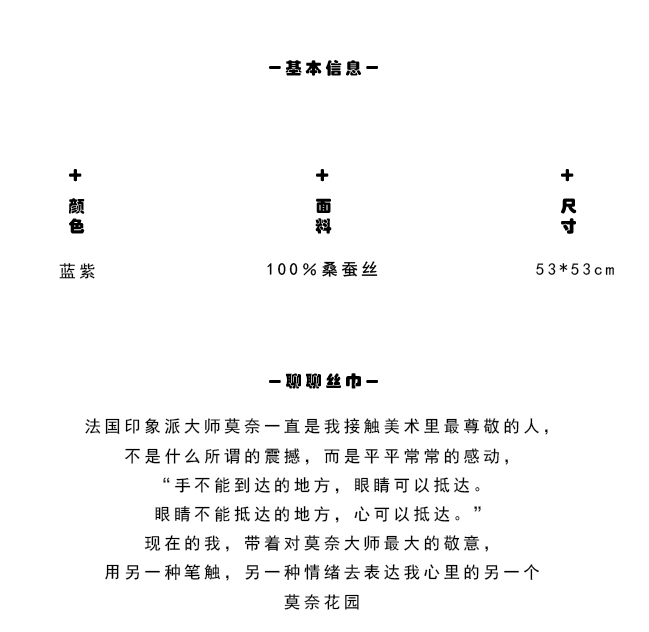 -基本信息-
+ + +
颜色 面料 尺寸
蓝紫 100%桑蚕丝 53*53cm
-聊聊丝巾-
法国印象派大师莫奈一直是我接触美术里最尊敬的人，
不是什么所谓的震撼，而是平平常常的感动，
“手不能到达的地方，眼睛可以抵达。
眼睛不能抵达的地方，心可以抵达。”
现在的我，带着对莫奈大师最大的敬意，
用另一种笔触，另一种情绪去表达我心里的另一个
莫奈花园